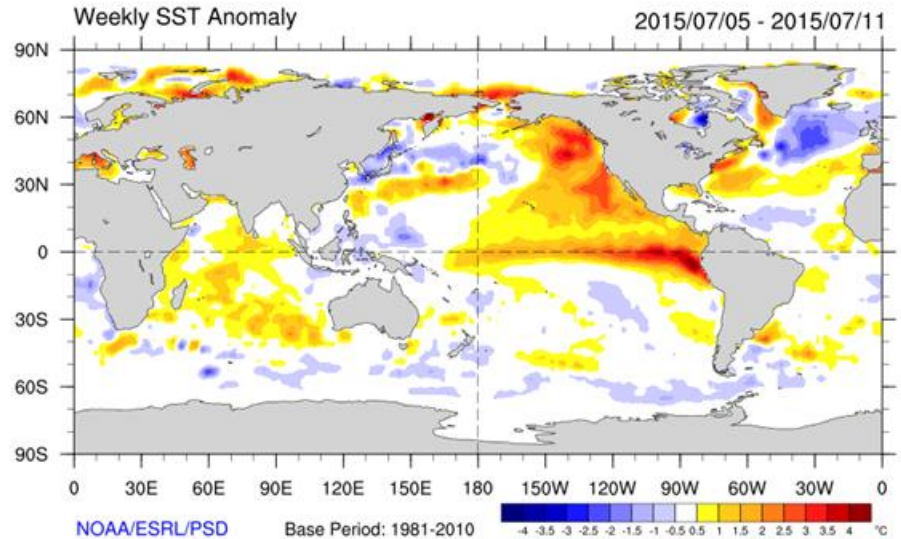 Weekly SST Anomaly 2015/07/05 - 2015/07/11
90N
60N
30N
0
30S
60S
90S
0 30E 60E 90E 120E 150E 180 150W 120W 90W 60W 30W 0
NOAA/ESRL/PSD Base Period: 1981-2010
-4 -3.5 -3 -2.5 -2 -1.5 -1 -0.5 0.5 1 1.5 2 2.5 3 3.5 4 °C